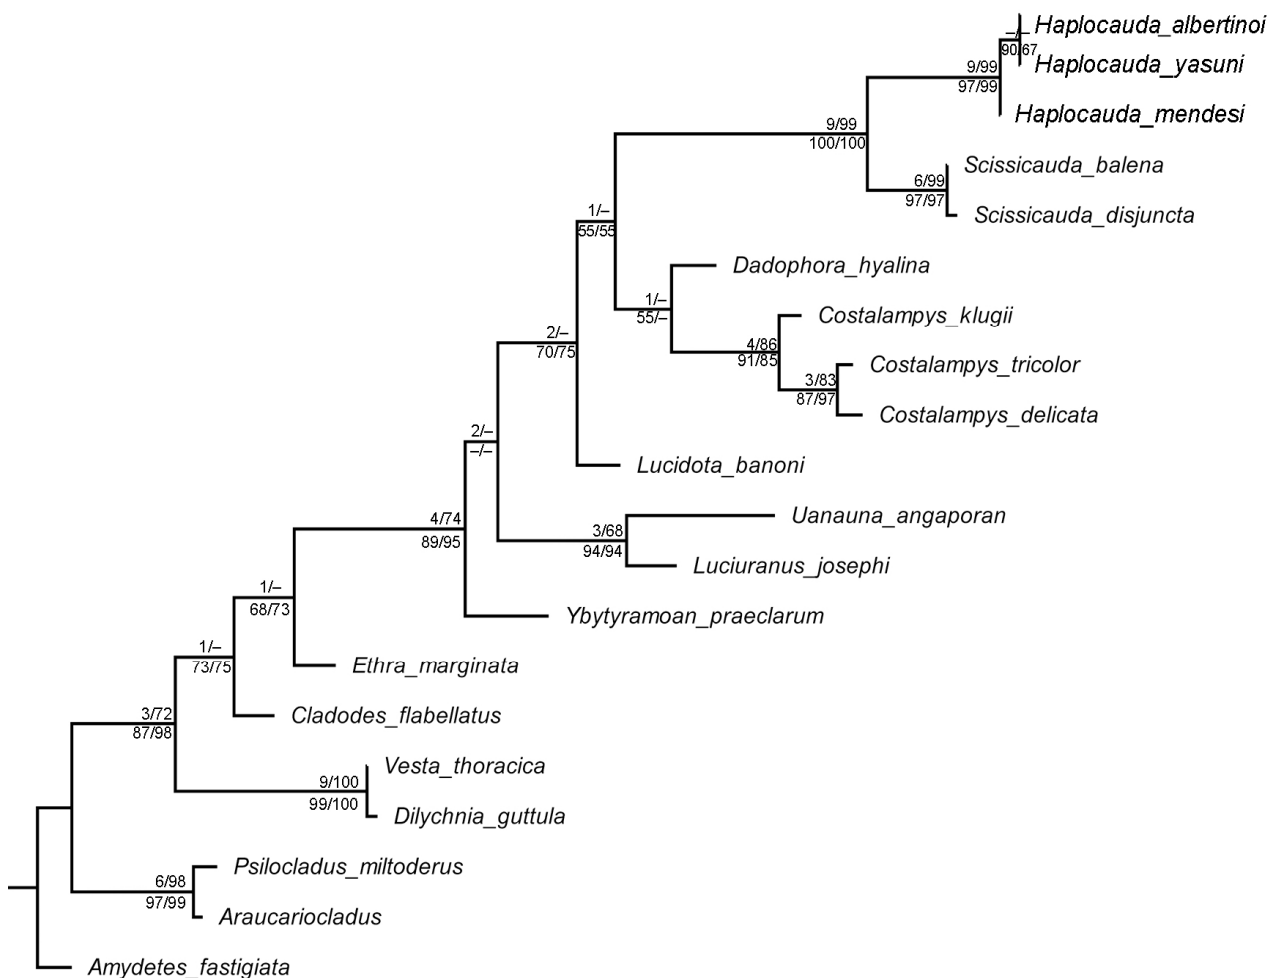 –/–
Haplocauda_albertinoi
90/67
9/99
Haplocauda_yasuni
97/99
Haplocauda_mendesi
9/99
100/100
Scissicauda_balena
6/99
97/97
Scissicauda_disjuncta
1/–
55/55
Dadophora_hyalina
1/–
55/–
Costalampys_klugii
2/–
70/75
4/86
91/85
Costalampys_tricolor
3/83
87/97
Costalampys_delicata
2/–
–/–
Lucidota_banoni
4/74
89/95
Uanauna_angaporan
3/68
94/94
Luciuranus_josephi
1/–
68/73
Ybytyramoan_praeclarum
1/–
73/75
Ethra_marginata
3/72
87/98
Cladodes_flabellatus
Vesta_thoracica
9/100
99/100
Dilychnia_guttula
Psilocladus_miltoderus
6/98
97/99
Araucariocladus
Amydetes_fastigiata